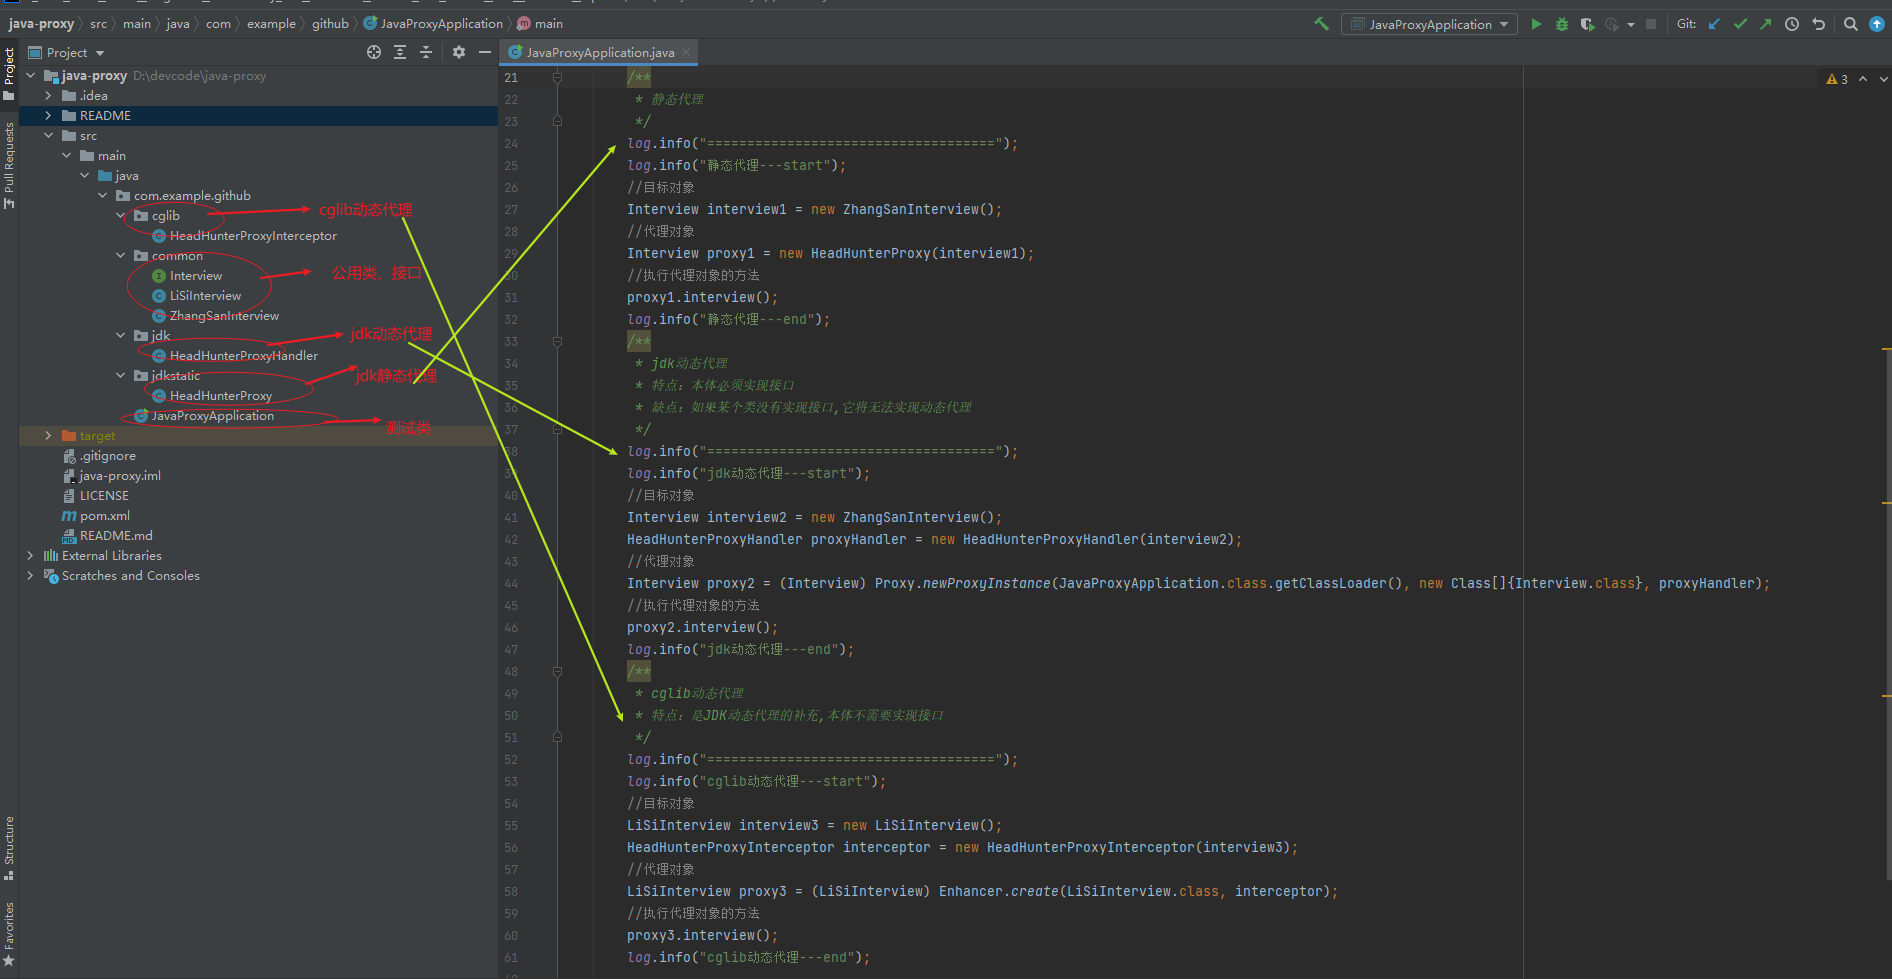 java-proxy
src
main
java
com
example
github
JavaProxyApplication
main
JavaProxyApplication
Git:
Project
JavaProxyApplication.java
Project
Pull Requests
Structure
Favorites
java-proxy D:\devcode\java-proxy
.idea
README
src
main
java
com.example.github
cglib
cglib动态代理
HeadHunterProxyInterceptor
common
Interview
公用类、接口
LiSiInterview
ZhangSanInterview
jdk
jdk动态代理
HeadHunterProxyHandler
jdkstatic
jdk静态代理
HeadHunterProxy
JavaProxyApplication
测试类
target
.gitignore
java-proxy.iml
LICENSE
pom.xml
README.md
External Libraries
Scratches and Consoles
3
21 /**
22 * 静态代理
23 */
24 log.info("====================================");
25 log.info("静态代理---start");
26 //目标对象
27 Interview interview1 = new ZhangSanInterview();
28 //代理对象
29 Interview proxy1 = new HeadHunterProxy(interview1);
30 //执行代理对象的方法
31 proxy1.interview();
32 log.info("静态代理---end");
33 /**
34 * jdk动态代理
35 * 特点：本体必须实现接口
36 * 缺点：如果某个类没有实现接口,它将无法实现动态代理
37 */
38 log.info("====================================");
39 log.info("jdk动态代理---start");
40 //目标对象
41 Interview interview2 = new ZhangSanInterview();
42 HeadHunterProxyHandler proxyHandler = new HeadHunterProxyHandler(interview2);
43 //代理对象
44 Interview proxy2 = (Interview) Proxy.newProxyInstance(JavaProxyApplication.class.getClassLoader(), new Class[]{Interview.class}, proxyHandler);
45 //执行代理对象的方法
46 proxy2.interview();
47 log.info("jdk动态代理---end");
48 /**
49 * cglib动态代理
50 * 特点：是JDK动态代理的补充,本体不需要实现接口
51 */
52 log.info("====================================");
53 log.info("cglib动态代理---start");
54 //目标对象
55 LiSiInterview interview3 = new LiSiInterview();
56 HeadHunterProxyInterceptor interceptor = new HeadHunterProxyInterceptor(interview3);
57 //代理对象
58 LiSiInterview proxy3 = (LiSiInterview) Enhancer.create(LiSiInterview.class, interceptor);
59 //执行代理对象的方法
60 proxy3.interview();
61 log.info("cglib动态代理---end");